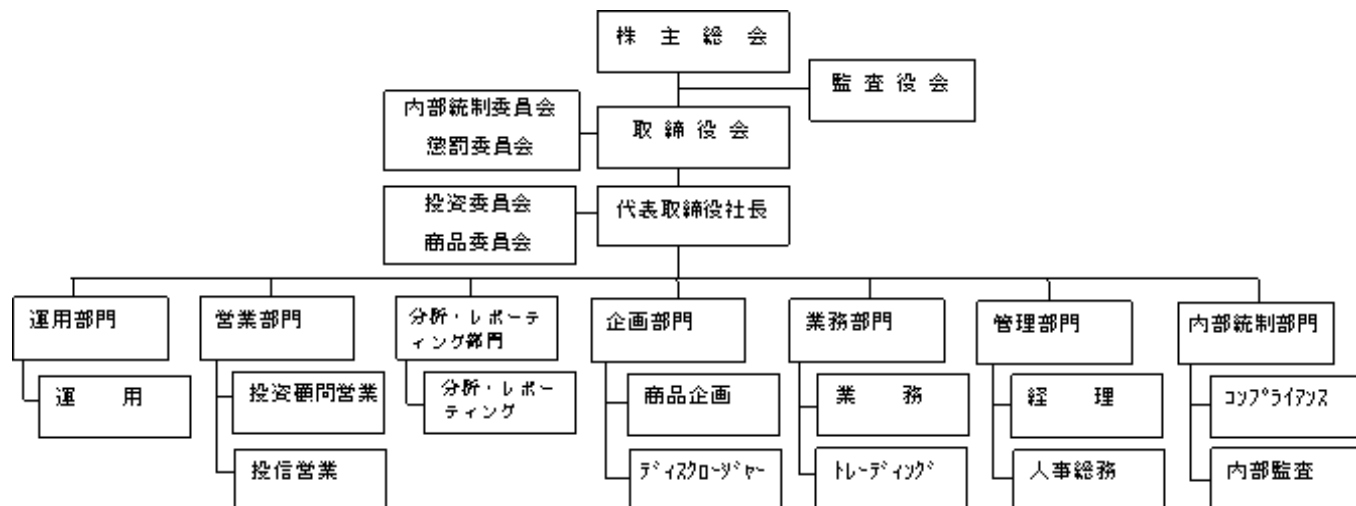 株主総会
監査役会
内部統制委員会
懲罰委員会
取締役会
投資委員会
商品委員会
代表取締役社長
運用部門
営業部門
分析・レポーテ
ィング部門
企画部門
業務部門
管理部門
内部統制部門
運用
投資顧問営業
分析・レポー
ティング
商品企画
業務
経理
コンプライアンス
投信営業
ディスクロージャー
トレーディング
人事総務
内部監査